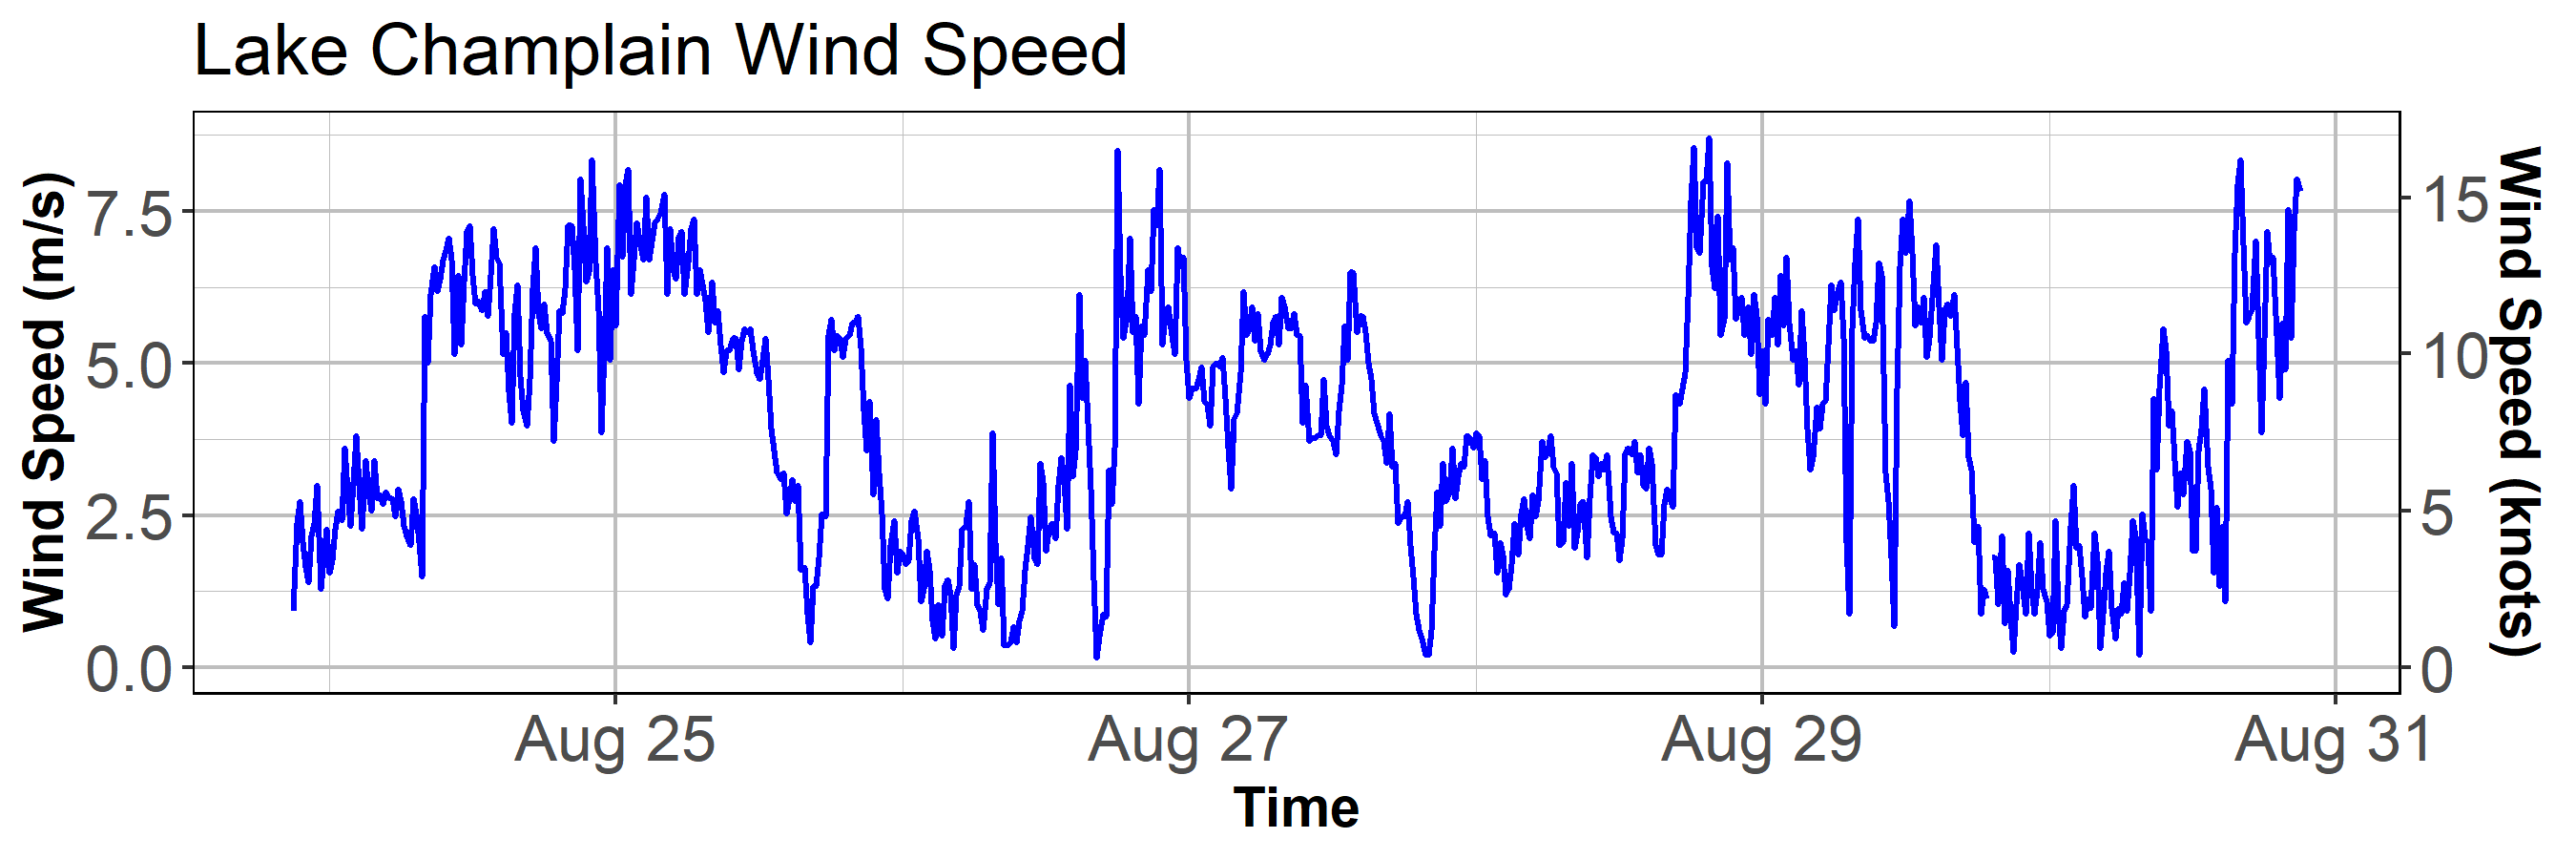 Lake Champlain Wind Speed
Wind Speed (m/s)
7.5
5.0
2.5
0.0
15
10
5
0
Wind Speed (knots)
Aug 25
Aug 27
Aug 29
Aug 31
Time